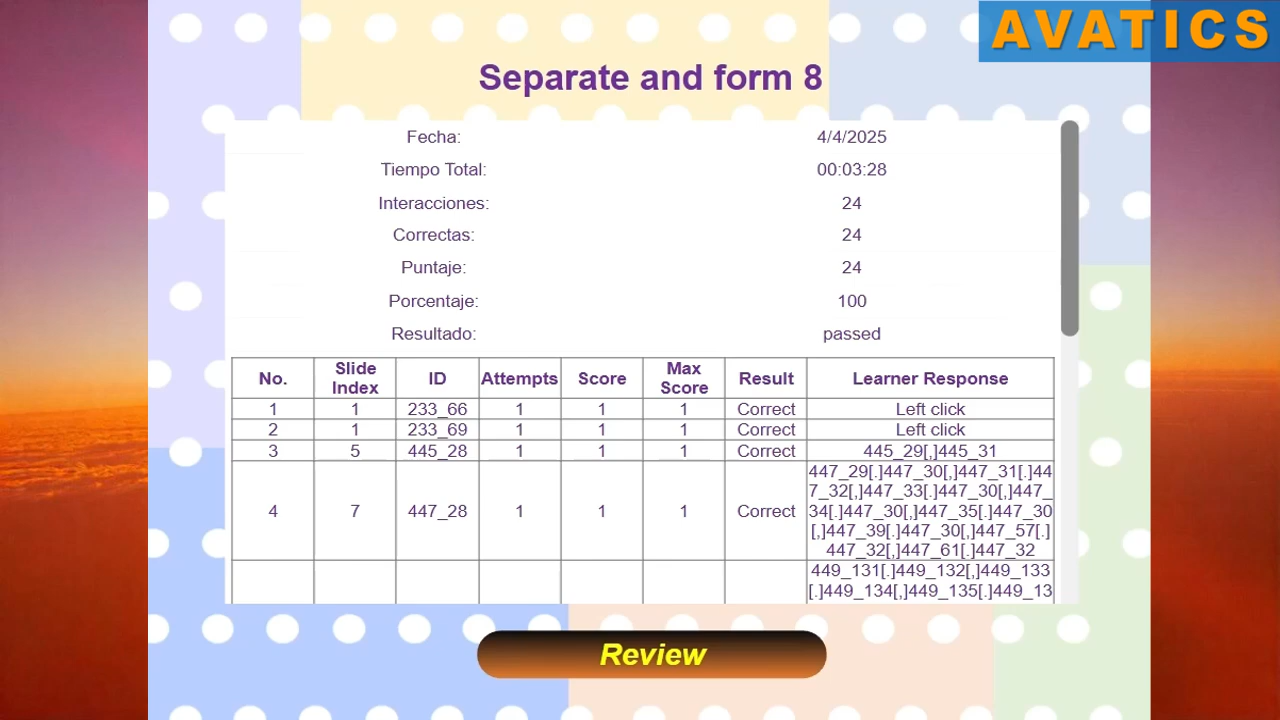 AVATICS
Separate and form 8
Fecha: 4/4/2025
Tiempo Total: 00:03:28
Interacciones: 24
Correctas: 24
Puntaje: 24
Porcentaje: 100
Resultado: passed
No. Slide Index ID Attempts Score Max Score Result Learner Response
1 1 233_66 1 1 1 Correct Left click
2 1 233_69 1 1 1 Correct Left click
3 5 445_28 1 1 1 Correct 445_29[,]445_31
4 7 447_28 1 1 1 Correct 447_29[.]447_30[,]447_31[.]44
7_32[,]447_33[.]447_30[,]447_
34[.]447_30[,]447_35[.]447_30
[,]447_39[.]447_30[,]447_57[.]
447_32[,]447_61[.]447_32
449_131[.]449_132[,]449_133
[.]449_134[,]449_135[.]449_13
Review